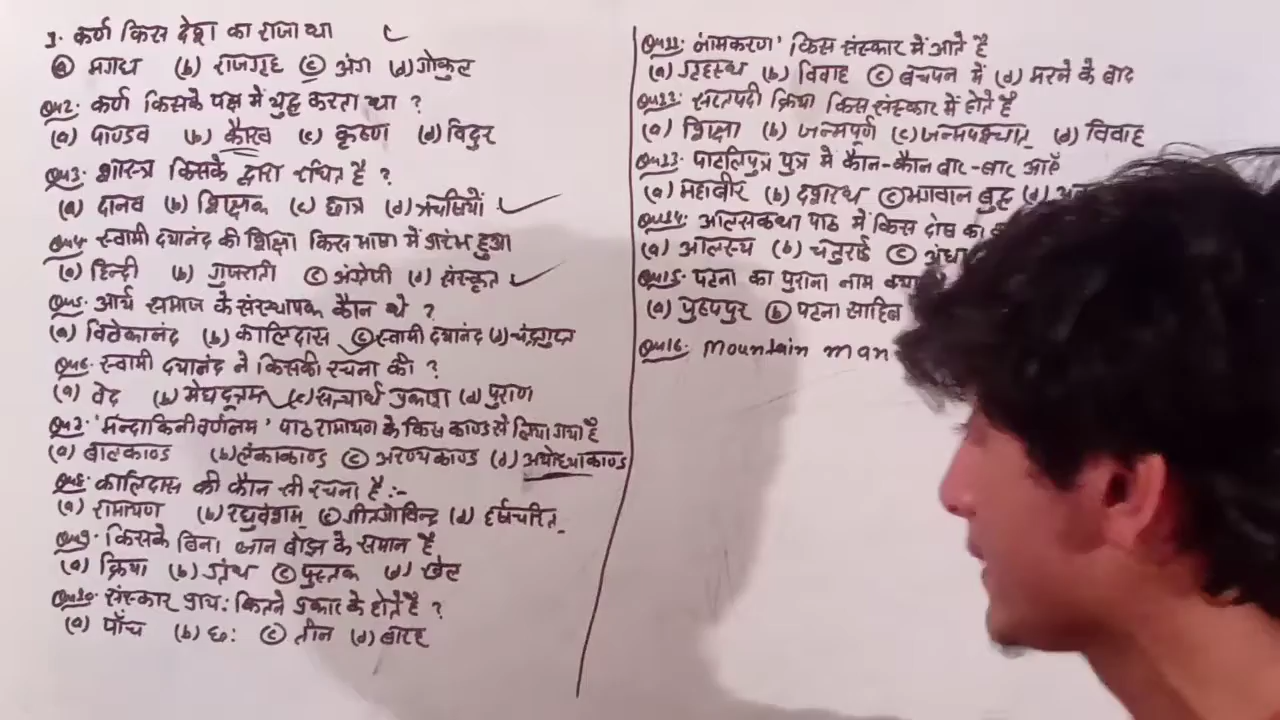 1. कर्ण किस देश का राजा था
(a) मगध (b) राजगृह (c) अंग (d) गोकुल
Qu2. कर्ण किसके पक्ष में युद्ध करता था ?
(a) पाण्डव (b) कौरव (c) कृष्ण (d) विदुर
Qu3. शास्त्र किसके द्वारा रचित है ?
(a) दानव (b) शिक्षक (c) छात्र (d) ऋषियों
Qu4. स्वामी दयानंद की शिक्षा किस भाषा में प्रारंभ हुआ
(a) हिन्दी (b) गुजराती (c) अंग्रेजी (d) संस्कृत
Qu5. आर्य समाज के संस्थापक कौन थे ?
(a) विवेकानंद (b) कालिदास (c) स्वामी दयानंद (d) चंद्रगुप्त
Qu6. स्वामी दयानंद ने किसकी रचना की ?
(a) वेद (b) मेघदूतम (c) सत्यार्थ प्रकाश (d) पुराण
Qu7. 'मन्दाकिनीवर्णनम' पाठ रामायण के किस काण्ड से लिया गया है
(a) बालकाण्ड (b) लंकाकाण्ड (c) अरण्यकाण्ड (d) अयोध्याकाण्ड
Qu8. कालिदास की कौन सी रचना है :-
(a) रामायण (b) रघुवंशम् (c) गीतगोविन्द (d) हर्षचरित
Qu9. किसके बिना ज्ञान बोझ के समान है
(a) क्रिया (b) ग्रंथ (c) पुस्तक (d) खेल
Qu10. संस्कार प्राय: कितने प्रकार के होते है ?
(a) पाँच (b) छ: (c) तीन (d) बारह
Qu11. नामकरण' किस संस्कार में आते है
(a) गृहस्थ (b) विवाह (c) बचपन में (d) मरने के बाद
Qu12. सप्तपदी क्रिया किस संस्कार में होते है
(a) शिक्षा (b) जन्मपूर्ण (c) जन्मपश्चात् (d) विवाह
Qu13. पाटलिपुत्र पुत्र में कौन-कौन बार-बार आएँ
(a) महावीर (b) दशरथ (c) भगवान बुद्ध (d)
Qu14. अलसकथा पाठ में किस दोष का
(a) आलस्य (b) चतुराई (c)
Qu15. पटना का पुराना नाम क्या
(a) पुष्पपुर (b) पटना साहिब
Qu16. Mountain man